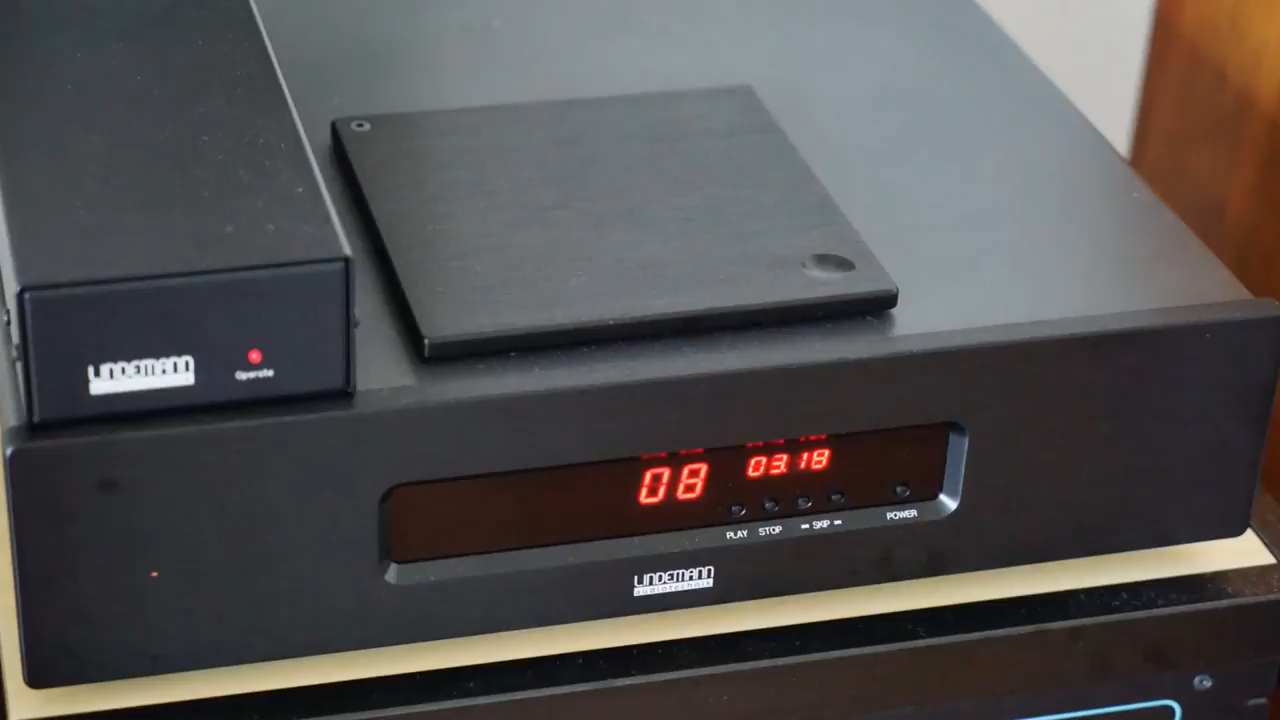 LINDEMANN
Operate
08 03.18
PLAY STOP SKIP POWER
LINDEMANN
audiotechnik